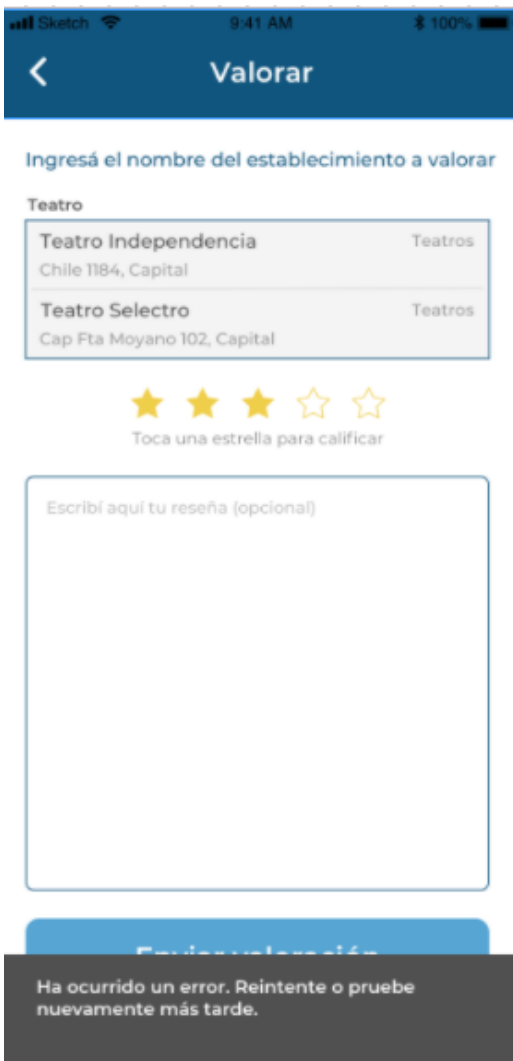 Sketch 9:41 AM 100%
Valorar
Ingresá el nombre del establecimiento a valorar
Teatro
Teatro Independencia Teatros
Chile 1184, Capital
Teatro Selectro Teatros
Cap Fta Moyano 102, Capital
Toca una estrella para calificar
Escribí aquí tu reseña (opcional)
Enviar valoración
Ha ocurrido un error. Reintente o pruebe
nuevamente más tarde.